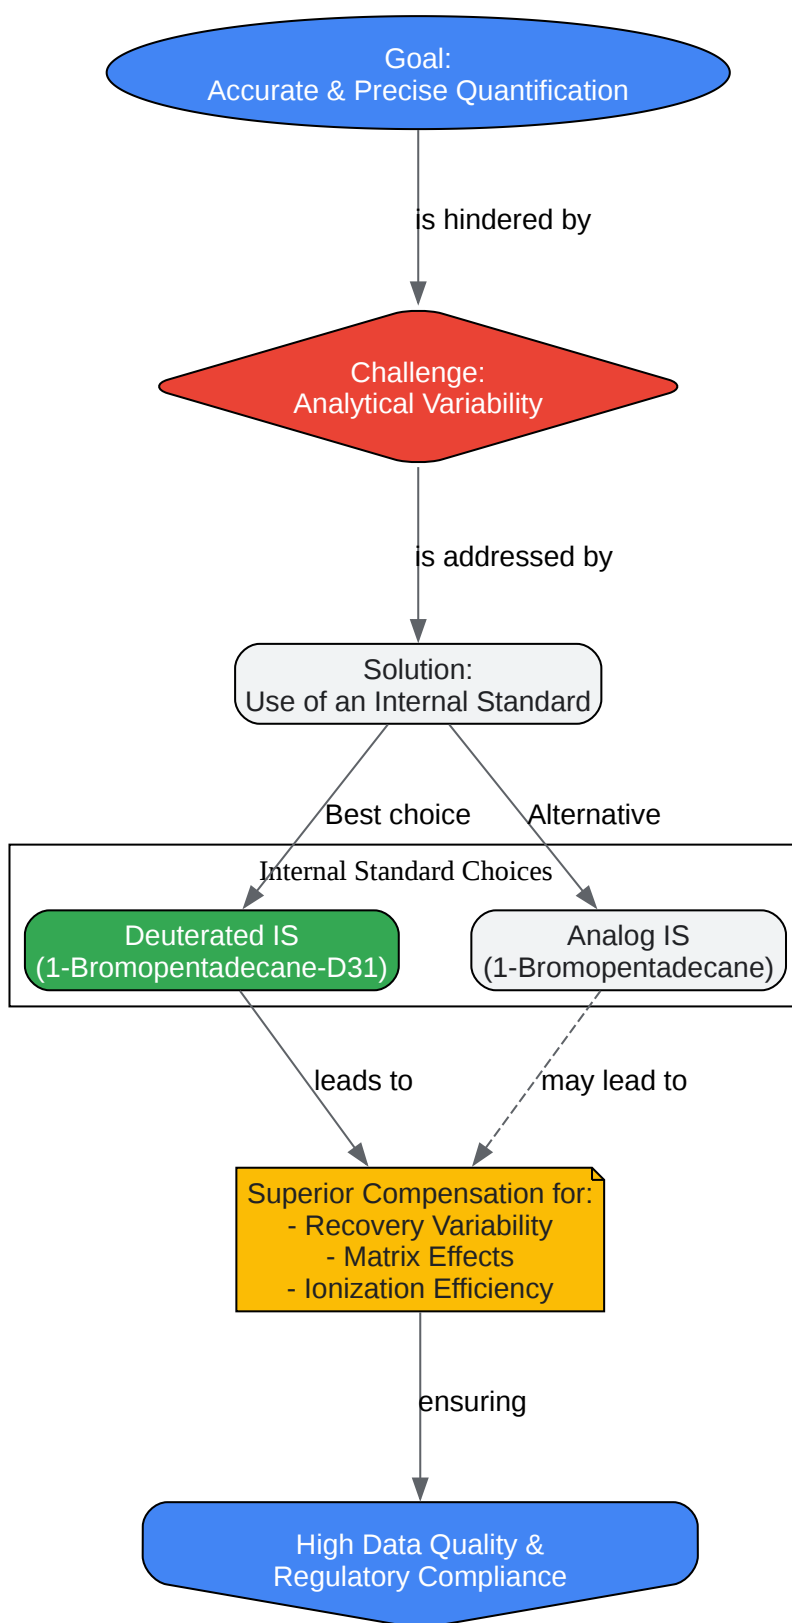 Goal:
Accurate & Precise Quantification
is hindered by
Challenge:
Analytical Variability
is addressed by
Solution:
Use of an Internal Standard
Best choice
Alternative
Internal Standard Choices
Deuterated IS
(1-Bromopentadecane-D31)
Analog IS
(1-Bromopentadecane)
leads to
may lead to
Superior Compensation for:
- Recovery Variability
- Matrix Effects
- Ionization Efficiency
ensuring
High Data Quality &
Regulatory Compliance